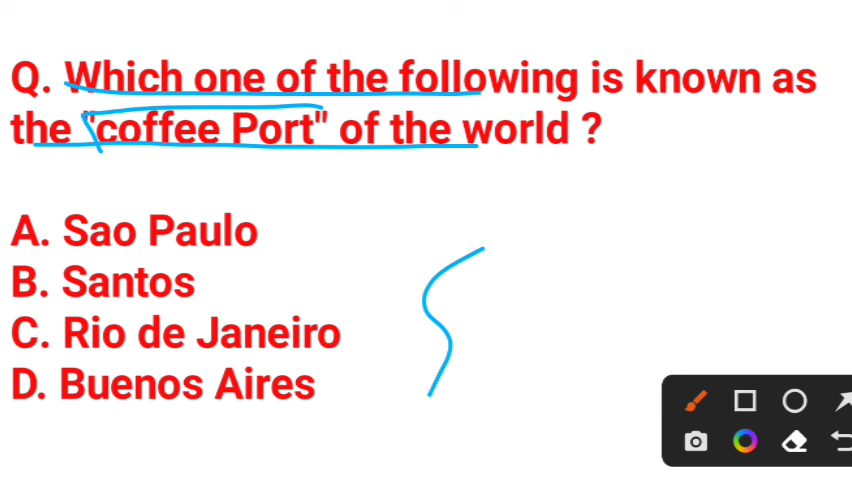 Q. Which one of the following is known as
the "coffee Port" of the world ?
A. Sao Paulo
B. Santos
C. Rio de Janeiro
D. Buenos Aires